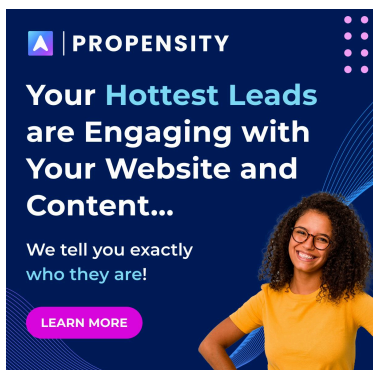 PROPENSITY
Your Hottest Leads
are Engaging with
Your Website and
Content...
We tell you exactly
who they are!
LEARN MORE